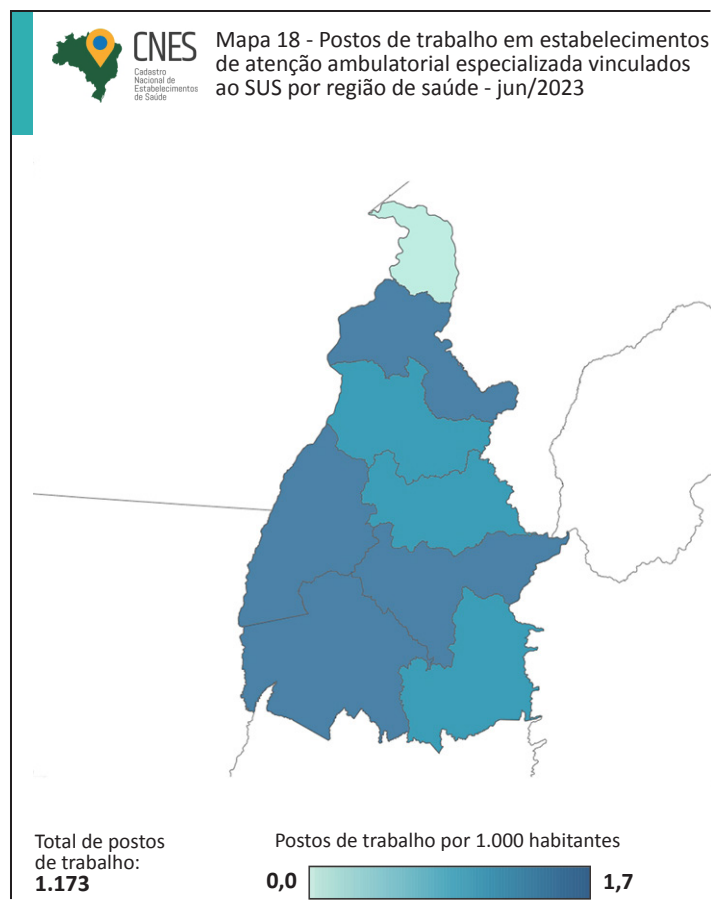 CNES
Cadastro
Nacional de
Estabelecimentos
de Saúde
Mapa 18 - Postos de trabalho em estabelecimentos
de atenção ambulatorial especializada vinculados
ao SUS por região de saúde - jun/2023
Total de postos
de trabalho:
1.173
Postos de trabalho por 1.000 habitantes
0,0
1,7